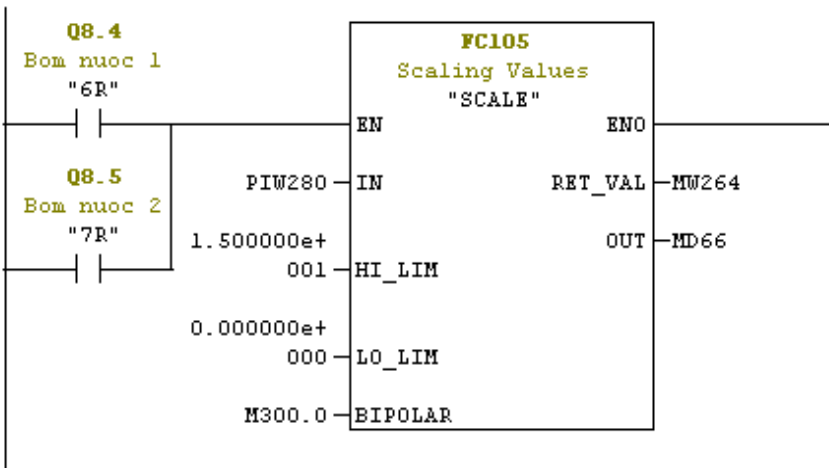 Q8.4
Bom nuoc 1
"6R"
Q8.5
Bom nuoc 2
"7R"
FC105
Scaling Values
"SCALE"
EN
ENO
PIW280
IN
RET_VAL
MW264
1.500000e+
001
HI_LIM
OUT
MD66
0.000000e+
000
LO_LIM
M300.0
BIPOLAR